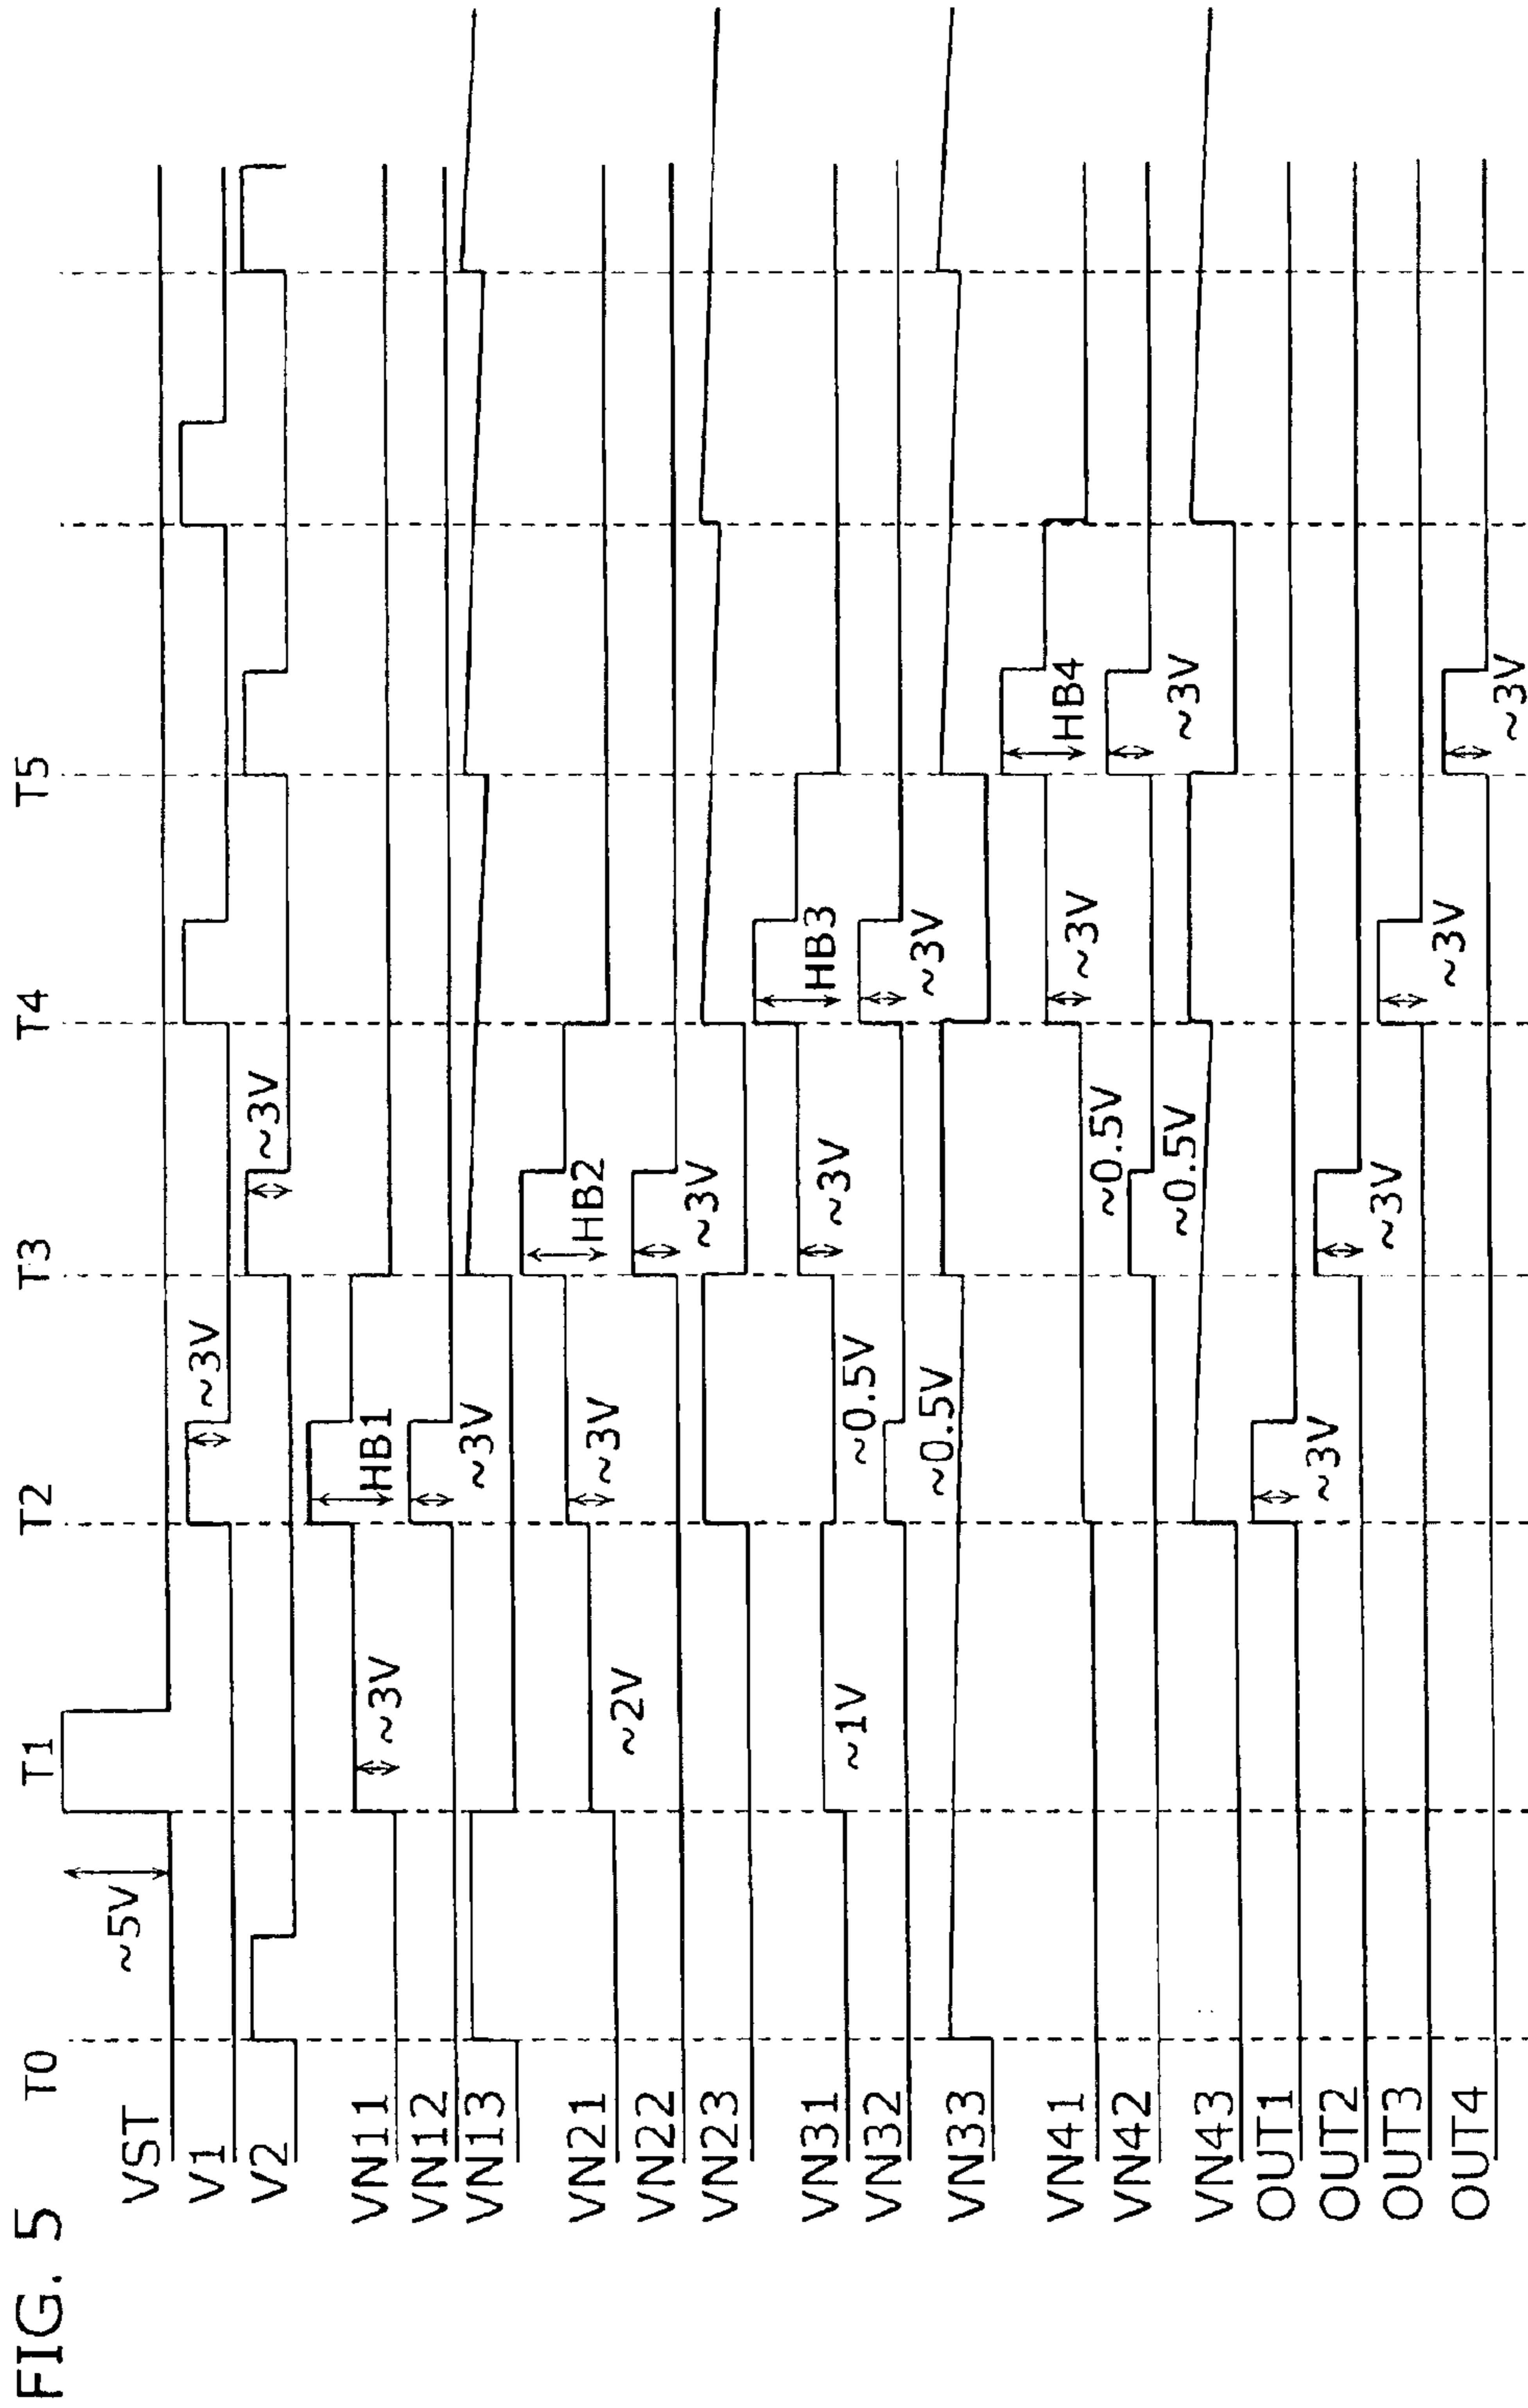 FIG. 5
T0 T1 T2 T3 T4 T5
VST ~5V
V1 ~3V
V2 ~3V
VN11 ~3V HB1
VN12 ~3V
VN13
VN21 ~2V ~3V HB2
VN22 ~3V
VN23
VN31 ~1V ~0.5V ~3V HB3
VN32 ~0.5V ~3V
VN33
VN41 ~0.5V ~3V HB4
VN42 ~0.5V ~3V
VN43
OUT1 ~3V
OUT2 ~3V
OUT3 ~3V
OUT4 ~3V